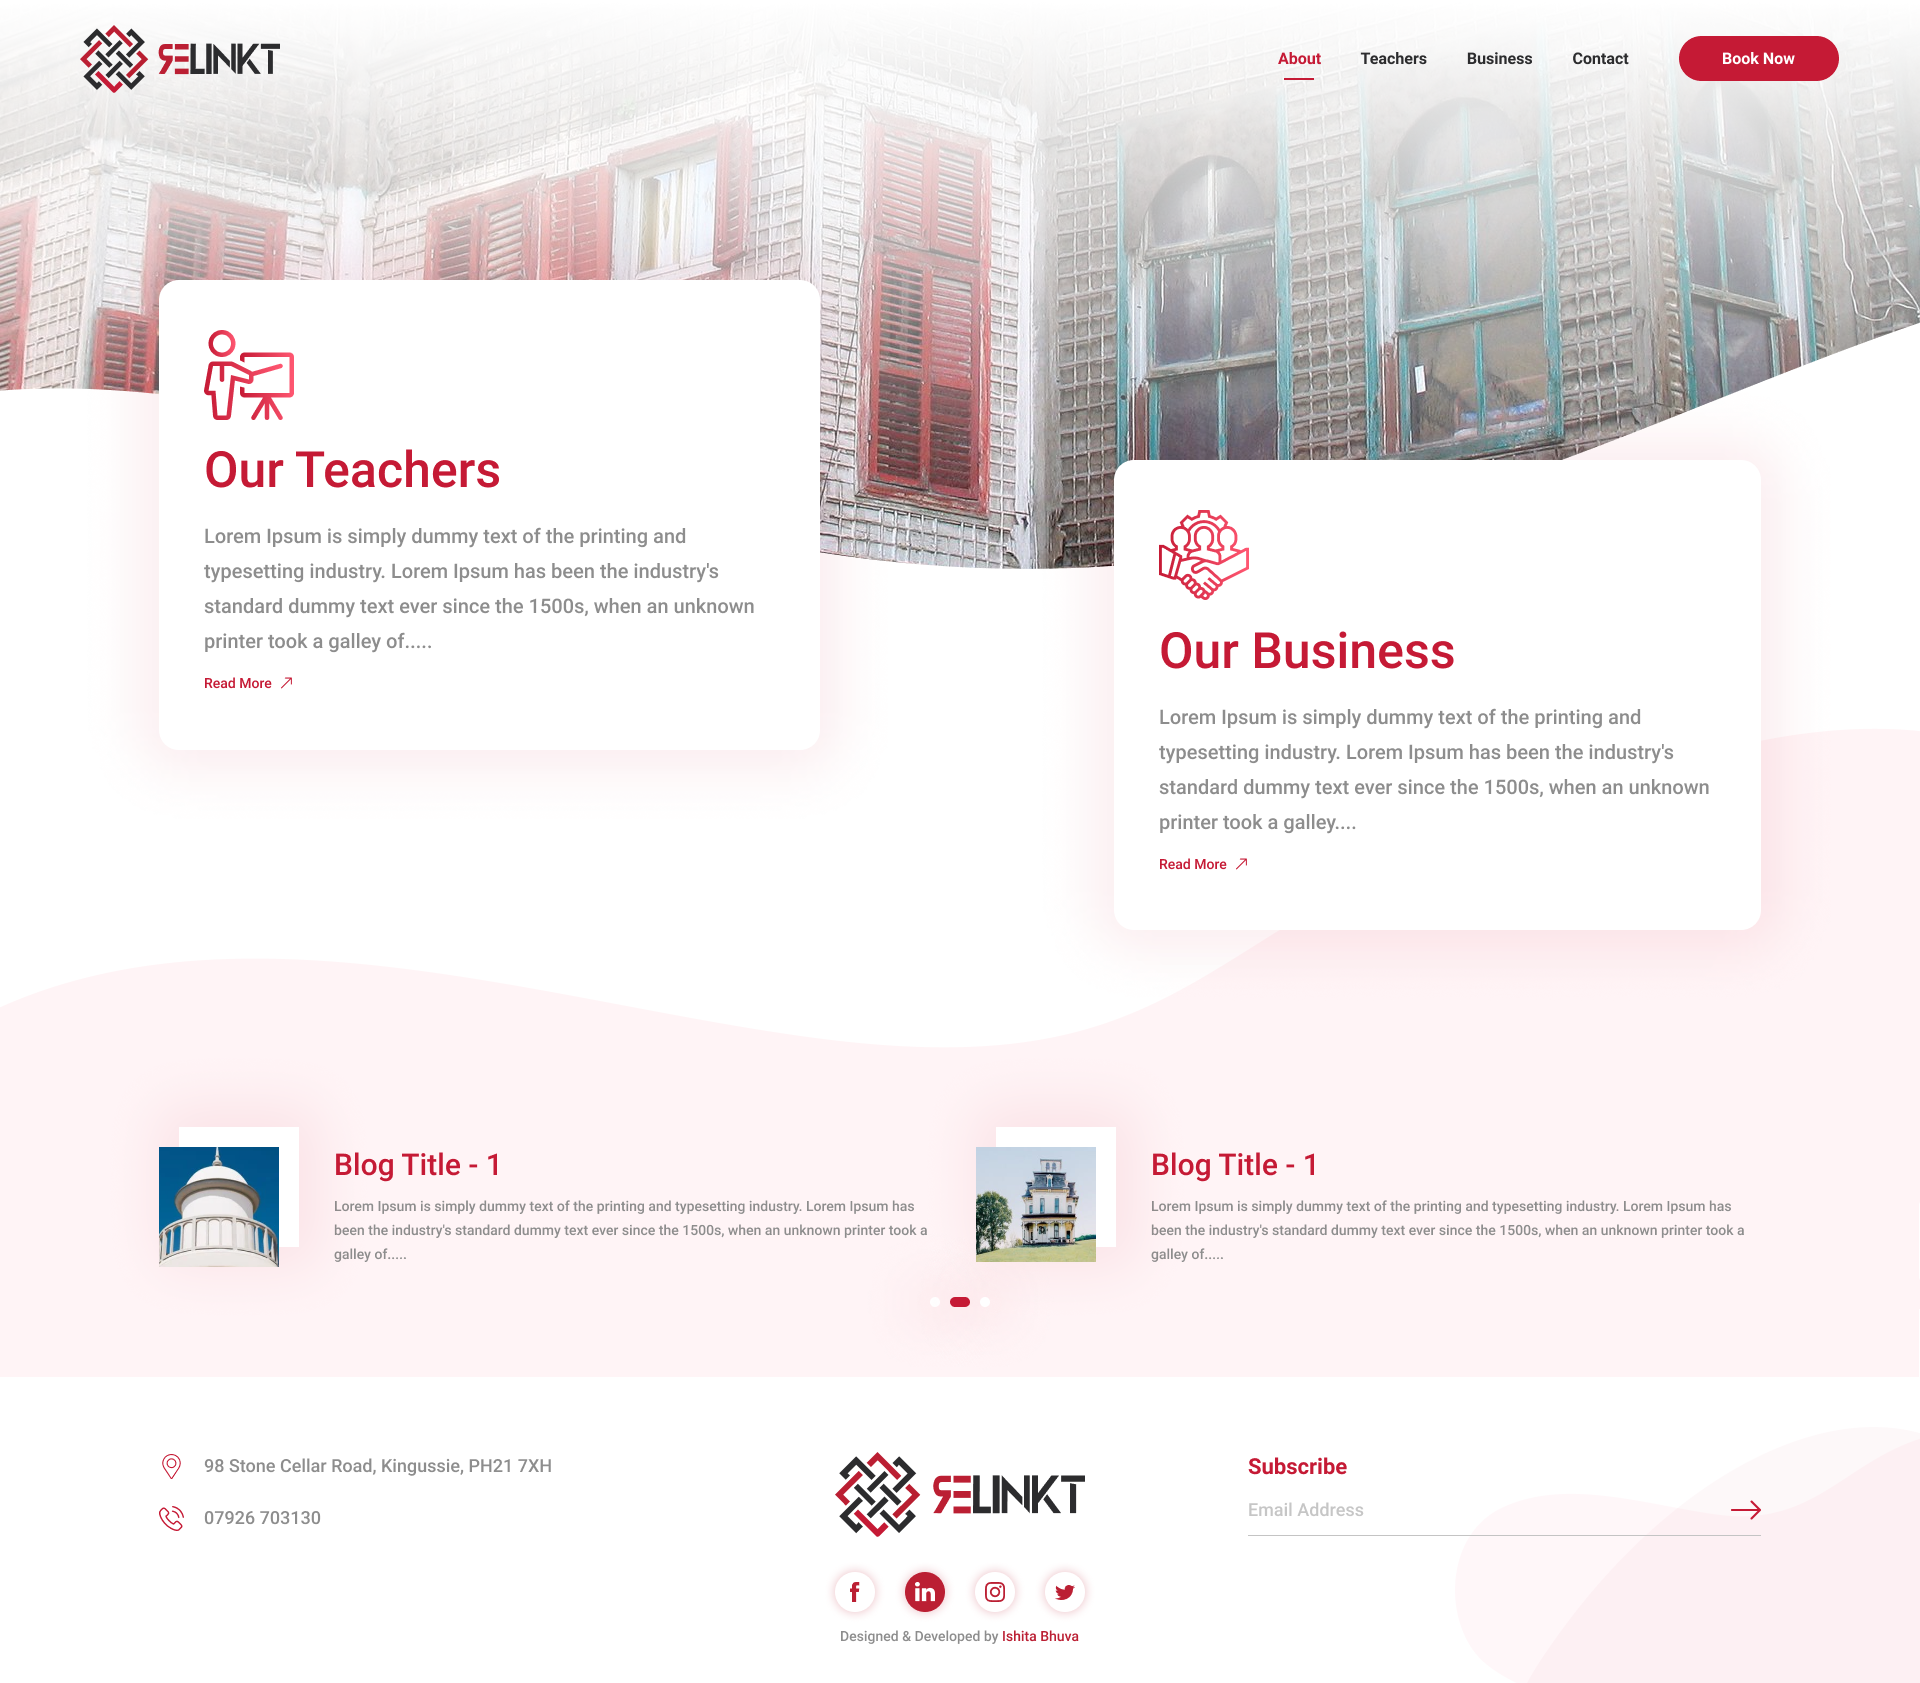 ЯELINKT
About
Teachers
Business
Contact
Book Now
Our Teachers
Lorem Ipsum is simply dummy text of the printing and
typesetting industry. Lorem Ipsum has been the industry's
standard dummy text ever since the 1500s, when an unknown
printer took a galley of.....
Read More
Our Business
Lorem Ipsum is simply dummy text of the printing and
typesetting industry. Lorem Ipsum has been the industry's
standard dummy text ever since the 1500s, when an unknown
printer took a galley....
Read More
Blog Title - 1
Lorem Ipsum is simply dummy text of the printing and typesetting industry. Lorem Ipsum has
been the industry's standard dummy text ever since the 1500s, when an unknown printer took a
galley of.....
Blog Title - 1
Lorem Ipsum is simply dummy text of the printing and typesetting industry. Lorem Ipsum has
been the industry's standard dummy text ever since the 1500s, when an unknown printer took a
galley of.....
98 Stone Cellar Road, Kingussie, PH21 7XH
07926 703130
ЯELINKT
Designed & Developed by Ishita Bhuva
Subscribe
Email Address